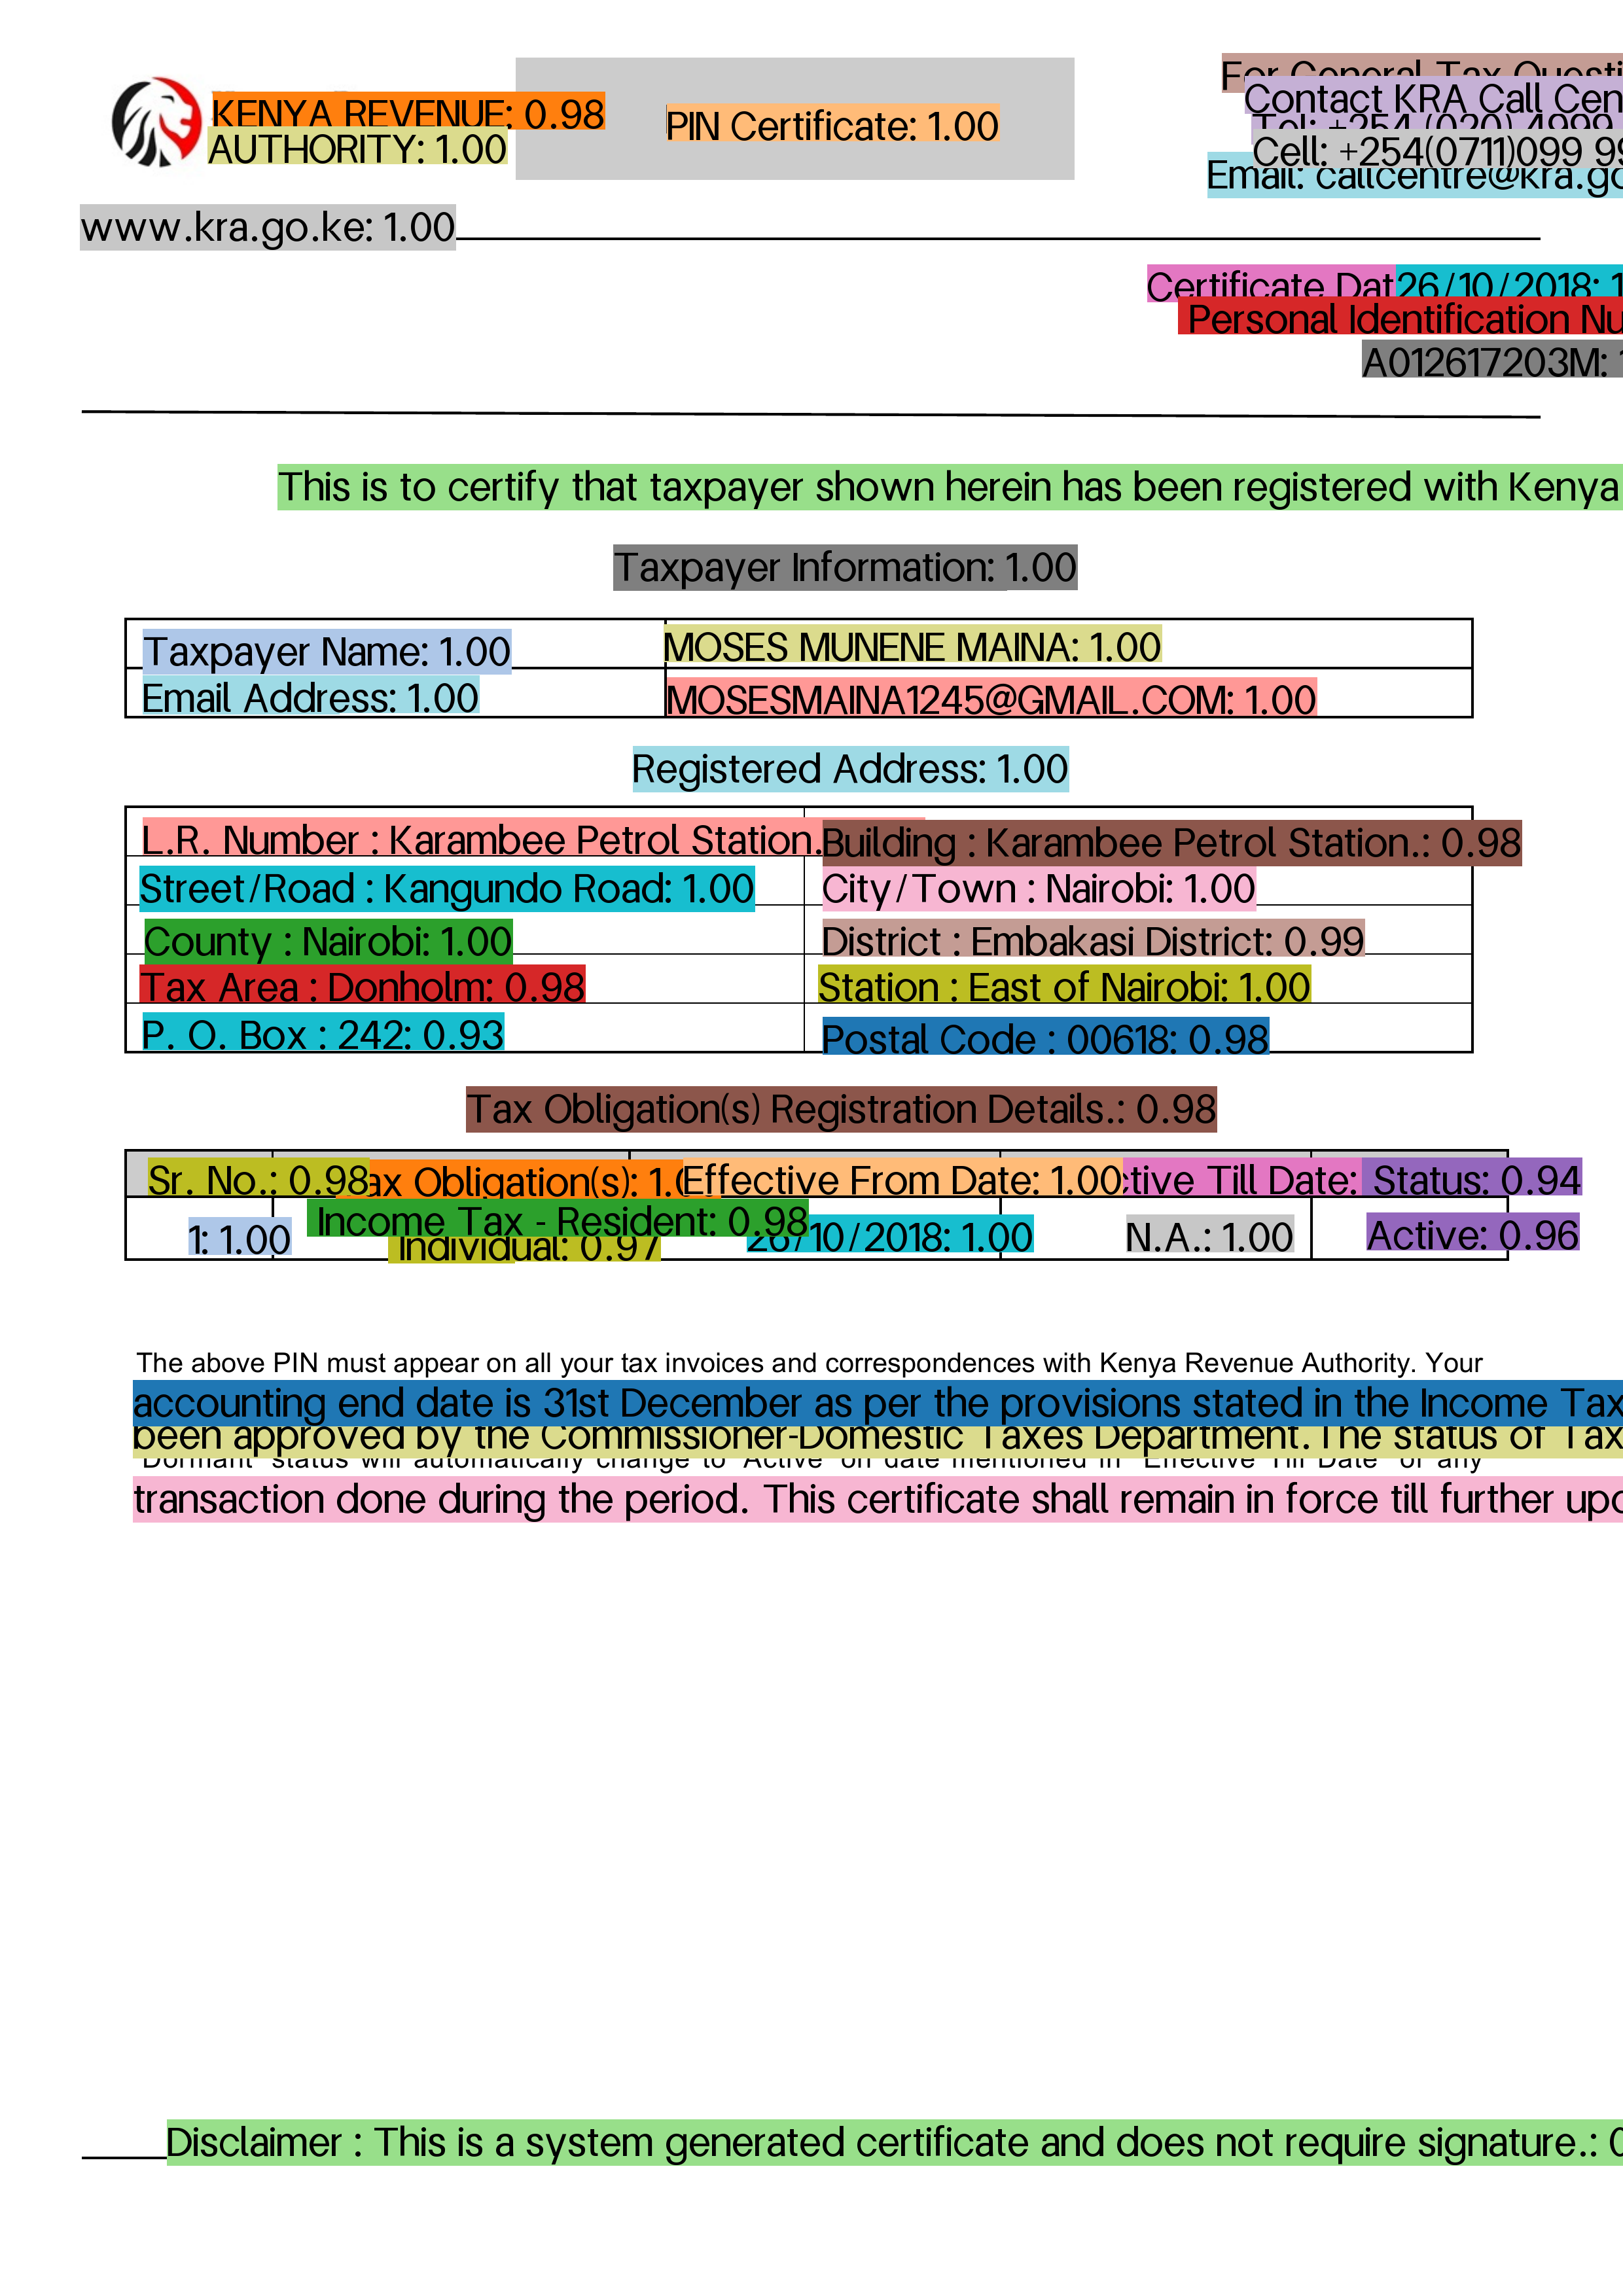 For General Tax Questi
KENYA REVENUE: 0.98
PIN Certificate: 1.00
Contact KRA Call Cen
Tel: +254 (020) 4999
AUTHORITY: 1.00
Cell: +254(0711)099 99
Email: callcentre@kra.go
www.kra.go.ke: 1.00
Certificate Dat 26/10/2018: 1
Personal Identification Nu
A012617203M: 1
This is to certify that taxpayer shown herein has been registered with Kenya
Taxpayer Information: 1.00
Taxpayer Name: 1.00 MOSES MUNENE MAINA: 1.00
Email Address: 1.00 MOSESMAINA1245@GMAIL.COM: 1.00
Registered Address: 1.00
L.R. Number : Karambee Petrol Station. Building : Karambee Petrol Station.: 0.98
Street/Road : Kangundo Road: 1.00 City/Town : Nairobi: 1.00
County : Nairobi: 1.00 District : Embakasi District: 0.99
Tax Area : Donholm: 0.98 Station : East of Nairobi: 1.00
P. O. Box : 242: 0.93 Postal Code : 00618: 0.98
Tax Obligation(s) Registration Details.: 0.98
Sr. No.: 0.98 ax Obligation(s): 1.0 Effective From Date: 1.00 ctive Till Date: Status: 0.94
1: 1.00 Income Tax - Resident: 0.98 26/10/2018: 1.00 N.A.: 1.00 Active: 0.96
Individual: 0.97
The above PIN must appear on all your tax invoices and correspondences with Kenya Revenue Authority. Your
accounting end date is 31st December as per the provisions stated in the Income Tax
been approved by the Commissioner-Domestic Taxes Department.The status of Tax
Dormant status will automatically change to Active on date mentioned in Effective Till Date or any
transaction done during the period. This certificate shall remain in force till further upd
Disclaimer : This is a system generated certificate and does not require signature.: 0